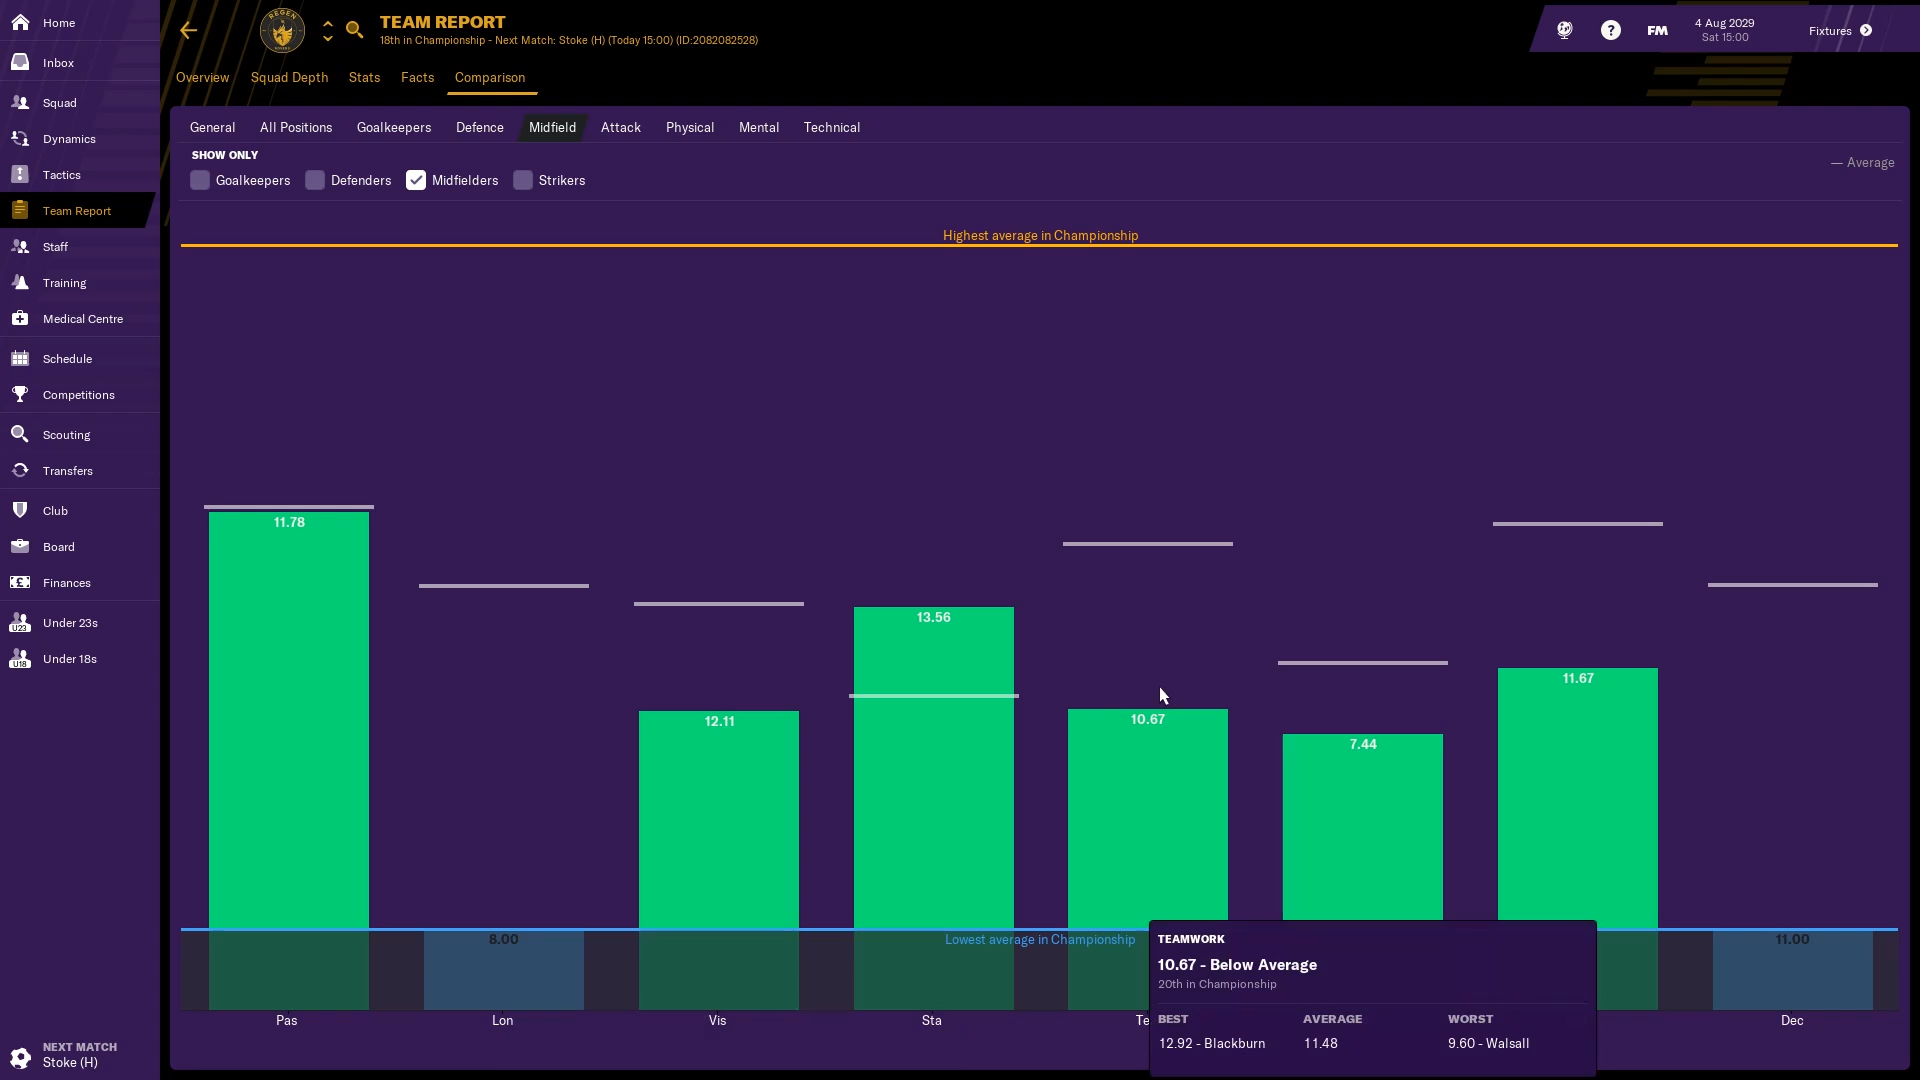 Home
Inbox
Squad
Dynamics
Tactics
Team Report
Staff
Training
Medical Centre
Schedule
Competitions
Scouting
Transfers
Club
Board
Finances
U23
Under 23s
U18
Under 18s
NEXT MATCH
Stoke (H)
REGEN
TEAM REPORT
18th in Championship - Next Match: Stoke (H) (Today 15:00) (ID:2082082528)
?
FM
4 Aug 2029
Sat 15:00
Fixtures
Overview Squad Depth Stats Facts Comparison
General All Positions Goalkeepers Defence Midfield Attack Physical Mental Technical
SHOW ONLY
Goalkeepers Defenders Midfielders Strikers
— Average
Highest average in Championship
11.78
8.00
12.11
13.56
10.67
7.44
11.67
11.00
Lowest average in Championship
Pas Lon Vis Sta Te Dec
TEAMWORK
10.67 - Below Average
20th in Championship
BEST AVERAGE WORST
12.92 - Blackburn 11.48 9.60 - Walsall